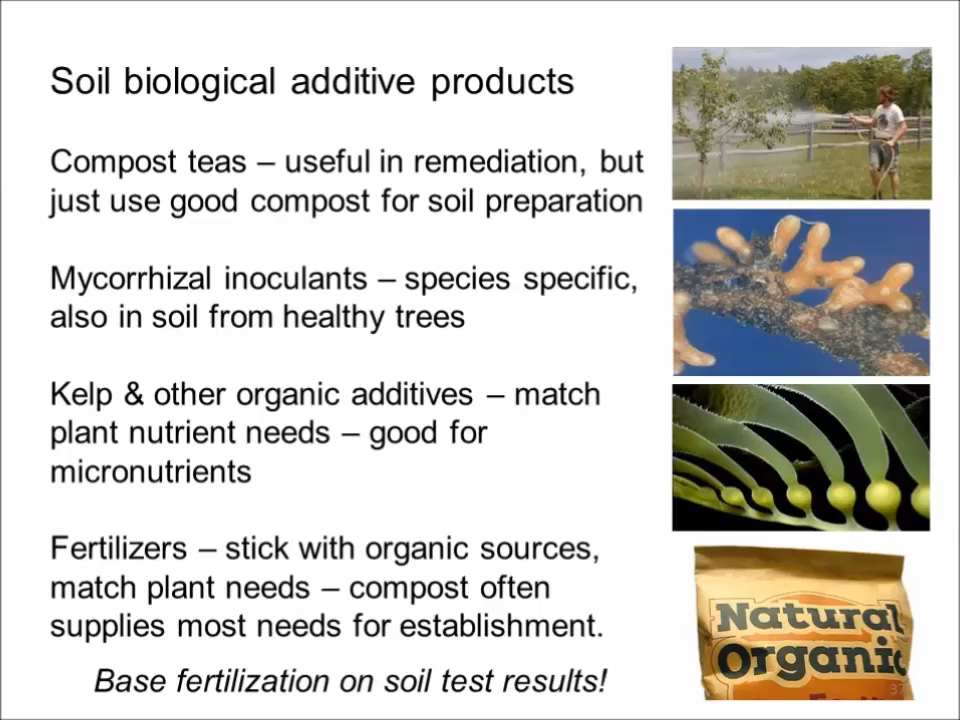 Soil biological additive products
Compost teas – useful in remediation, but
just use good compost for soil preparation
Mycorrhizal inoculants – species specific,
also in soil from healthy trees
Kelp & other organic additives – match
plant nutrient needs – good for
micronutrients
Fertilizers – stick with organic sources,
match plant needs – compost often
supplies most needs for establishment.
Base fertilization on soil test results!
Natural
Organic
37